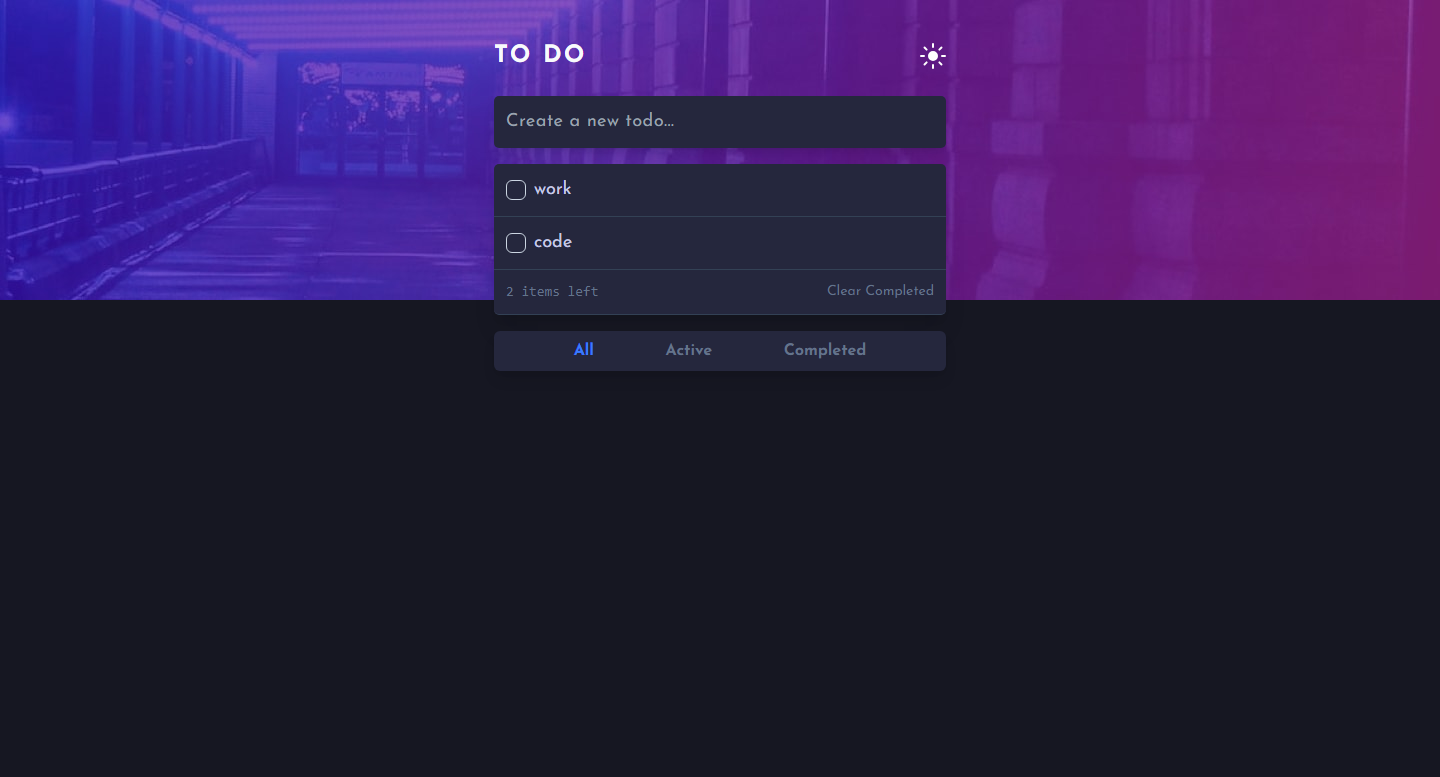 TO DO
Create a new todo...
work
code
2 items left Clear Completed
All Active Completed